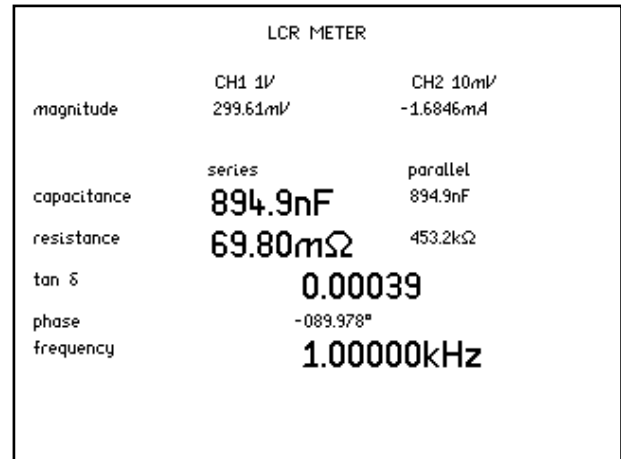 LCR METER
CH1 1V CH2 10mV
magnitude 299.61mV -1.6846mA
series parallel
capacitance 894.9nF 894.9nF
resistance 69.80mΩ 453.2kΩ
tan δ 0.00039
phase -089.978°
frequency 1.00000kHz